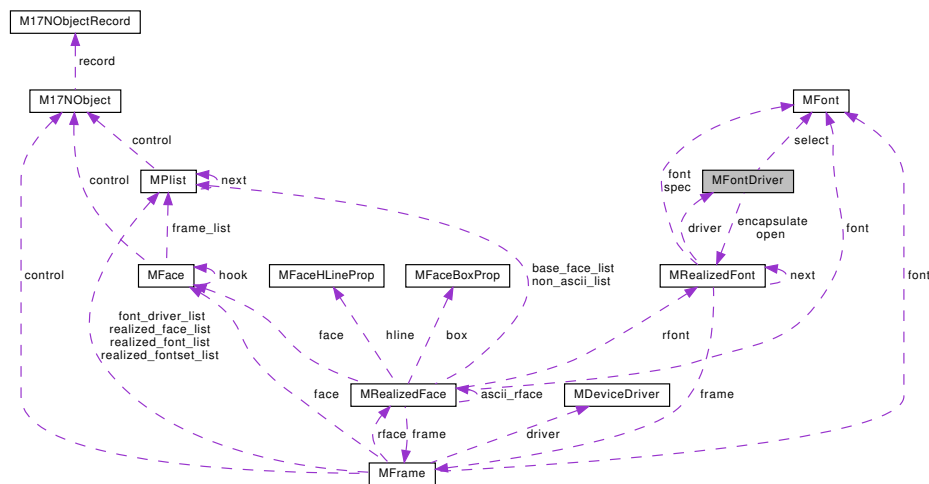 M17NObjectRecord
record
M17NObject
MFont
control
select
control
MPlist
next
font
spec
MFontDriver
frame_list
driver
encapsulate
open
font
control
MFace
hook
MFaceHLineProp
MFaceBoxProp
base_face_list
non_ascii_list
MRealizedFont
next
font
font_driver_list
realized_face_list
realized_font_list
realized_fontset_list
face
hline
box
rfont
face
MRealizedFace
ascii_rface
MDeviceDriver
frame
rface
frame
driver
MFrame